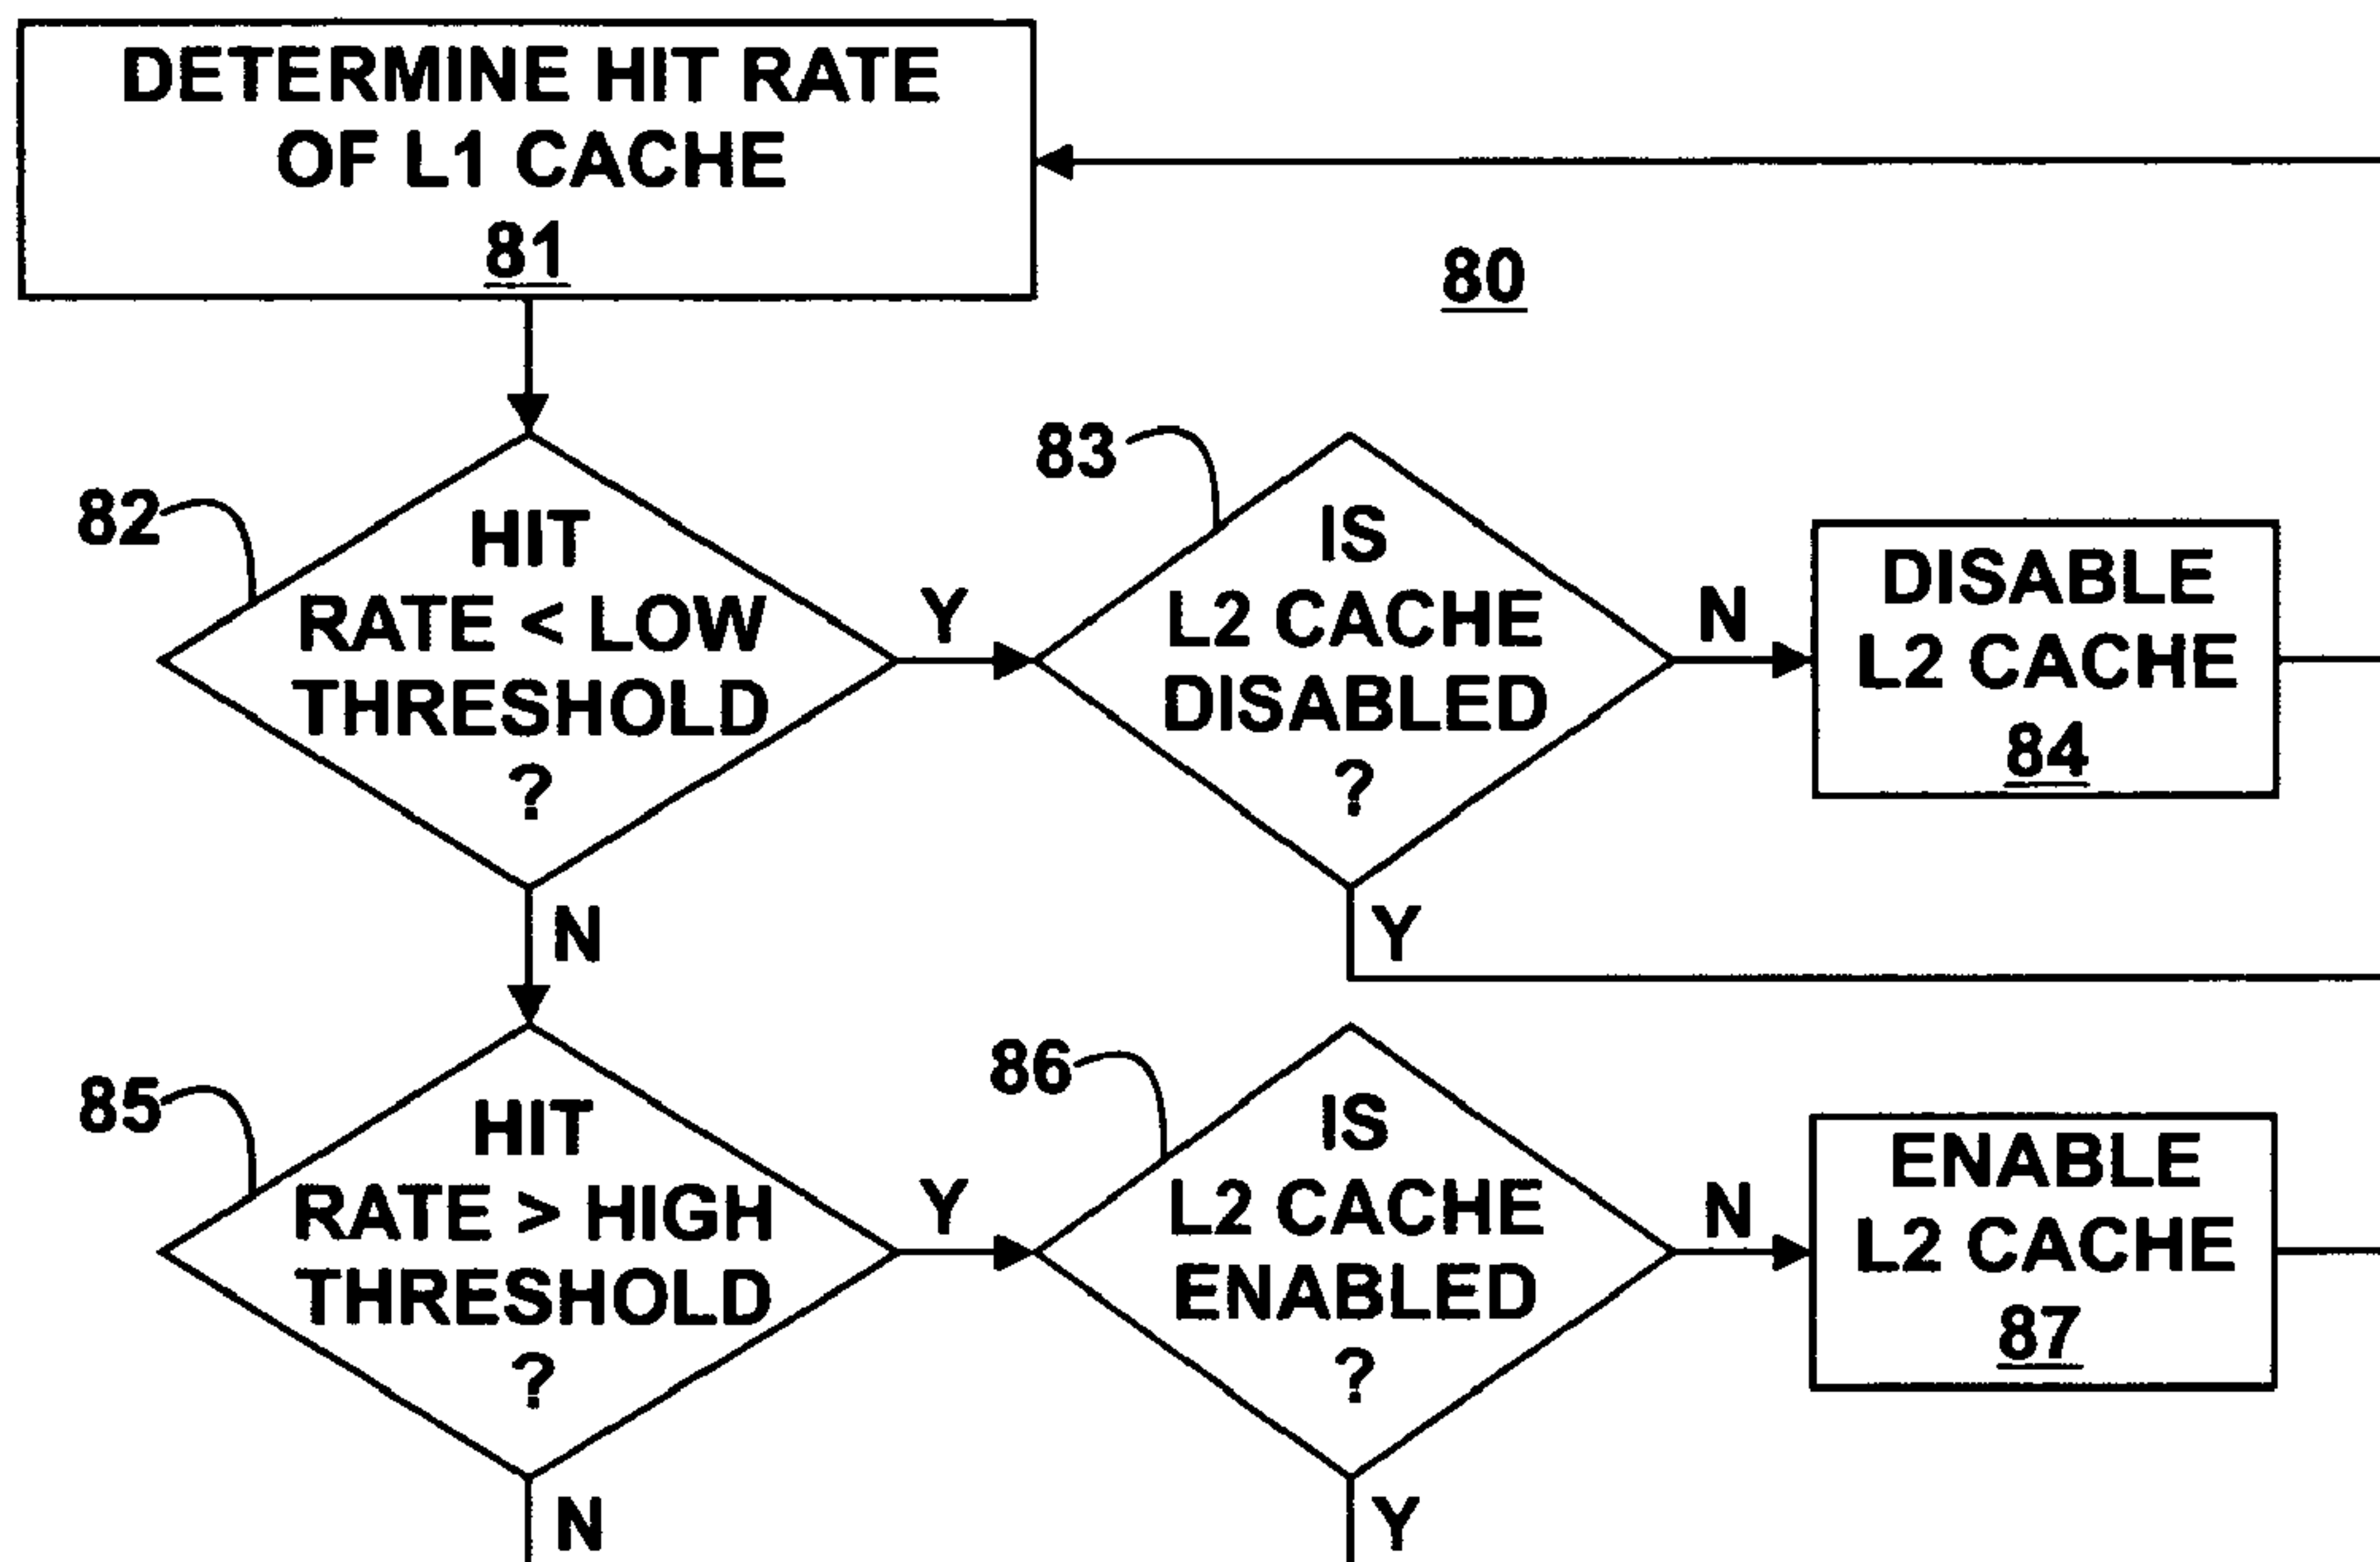 DETERMINE HIT RATE
OF L1 CACHE
81
80
82
HIT
RATE < LOW
THRESHOLD
?
Y
N
83
IS
L2 CACHE
DISABLED
?
N
Y
DISABLE
L2 CACHE
84
85
HIT
RATE > HIGH
THRESHOLD
?
Y
N
86
IS
L2 CACHE
ENABLED
?
N
Y
ENABLE
L2 CACHE
87